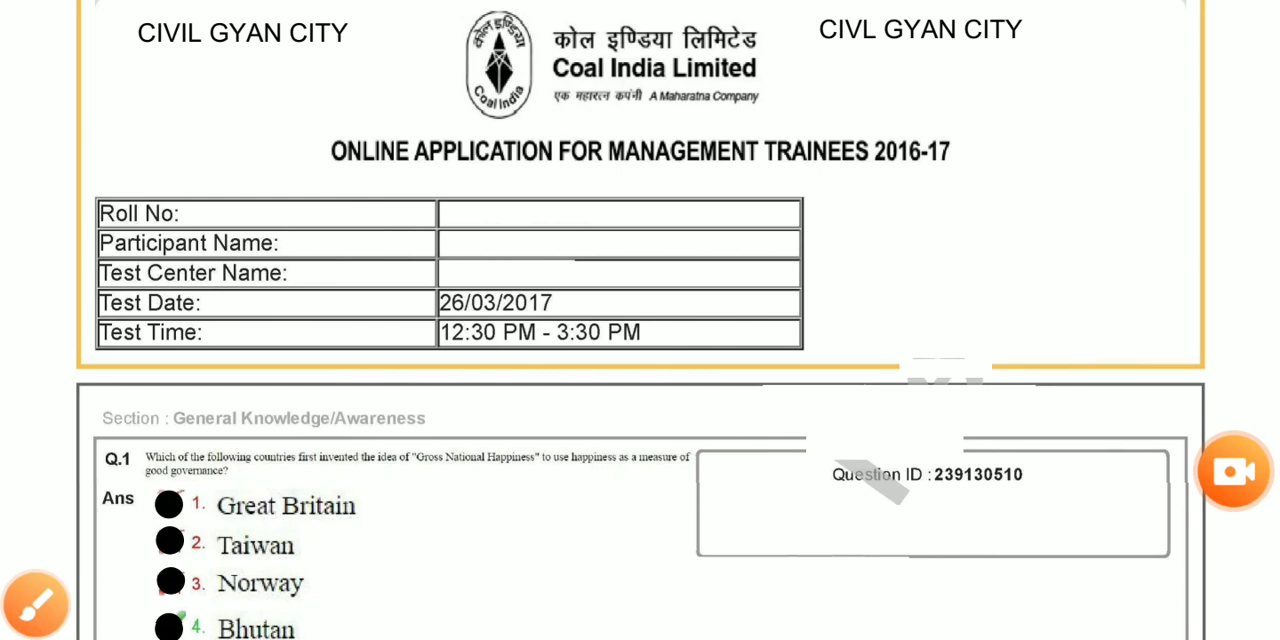 CIVIL GYAN CITY
CIVL GYAN CITY
कोल इण्डिया
Coal India
कोल इण्डिया लिमिटेड
Coal India Limited
एक महारत्न कंपनी A Maharatna Company
ONLINE APPLICATION FOR MANAGEMENT TRAINEES 2016-17
Roll No:
Participant Name:
Test Center Name:
Test Date: 26/03/2017
Test Time: 12:30 PM - 3:30 PM
Section : General Knowledge/Awareness
Q.1 Which of the following countries first invented the idea of "Gross National Happiness" to use happiness as a measure of
good governance?
Question ID : 239130510
Ans 1. Great Britain
2. Taiwan
3. Norway
4. Bhutan